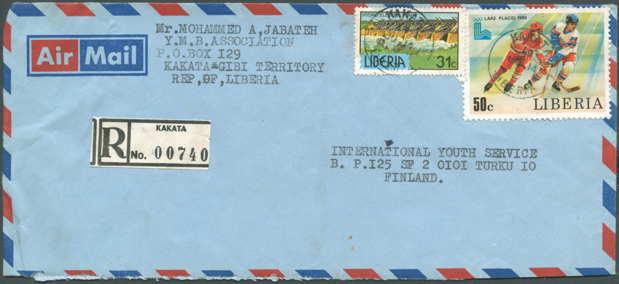 Air Mail
Mr.MOHAMMED A,JABATEH
Y.M.B,ASSOCIATION
P.O.BOX I29
KAKATA*GIBI TERRITORY
REP,OF,LIBERIA
LIBERIA 31c
LAKE PLACID 1980
50c LIBERIA
R
KAKATA
No. 00740
INTERNATIONAL YOUTH SERVICE
B. P.I25 SF 2 OIOI TURKU IO
FINLAND.